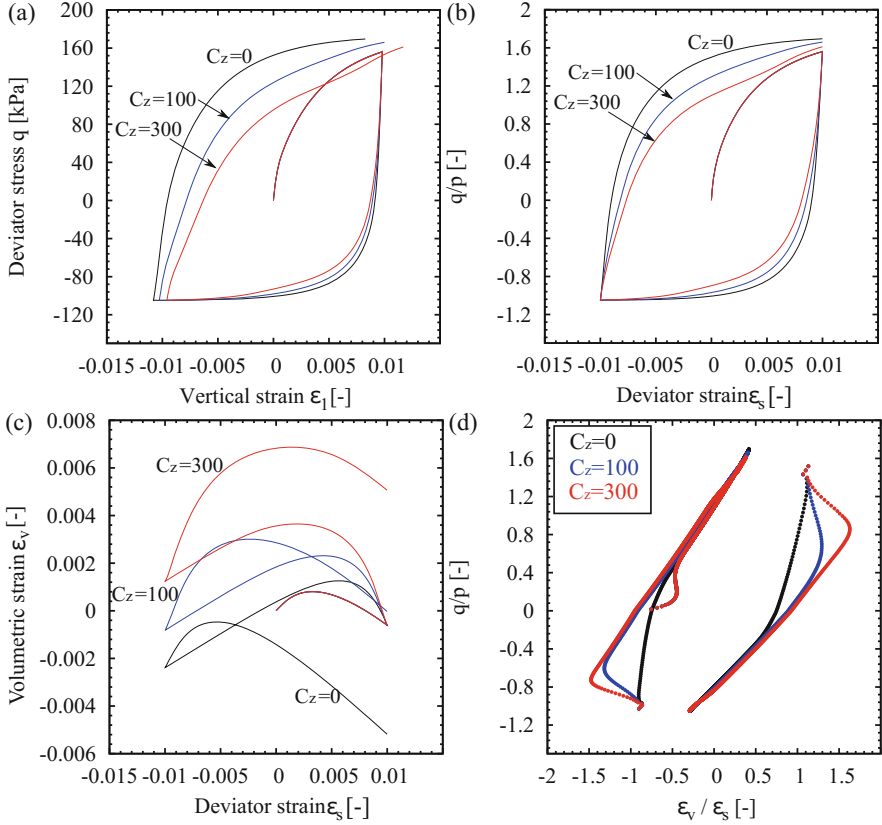 (a)
200
160
120
80
40
0
-40
-80
-120
Deviator stress q [kPa]
Cz=0
Cz=100
Cz=300
-0.015 -0.01 -0.005 0 0.005 0.01
Vertical strain ε1 [-]
(b)
2
1.6
1.2
0.8
0.4
0
-0.4
-0.8
-1.2
q/p [-]
Cz=0
Cz=100
Cz=300
-0.015 -0.01 -0.005 0 0.005 0.01
Deviator strain εs [-]
(c)
0.008
0.006
0.004
0.002
0
-0.002
-0.004
-0.006
Volumetric strain εv [-]
Cz=300
Cz=100
Cz=0
-0.015 -0.01 -0.005 0 0.005 0.01
Deviator strain εs [-]
(d)
2
1.6
1.2
0.8
0.4
0
-0.4
-0.8
-1.2
q/p [-]
Cz=0
Cz=100
Cz=300
-2 -1.5 -1 -0.5 0 0.5 1 1.5
εv / εs [-]